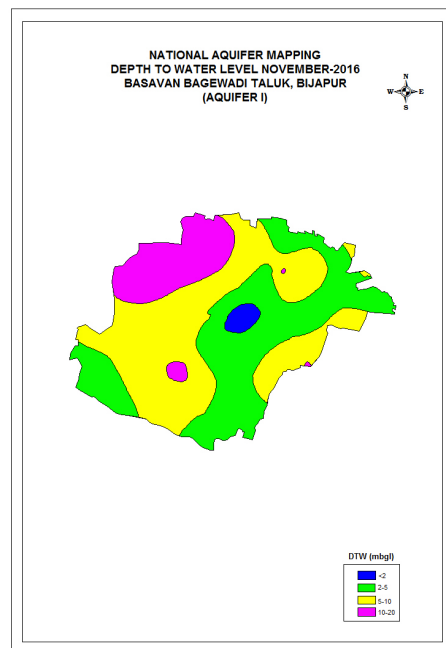 NATIONAL AQUIFER MAPPING
DEPTH TO WATER LEVEL NOVEMBER-2016
BASAVAN BAGEWADI TALUK, BIJAPUR
(AQUIFER I)
N
W E
S
DTW (mbgl)
<2
2-5
5-10
10-20